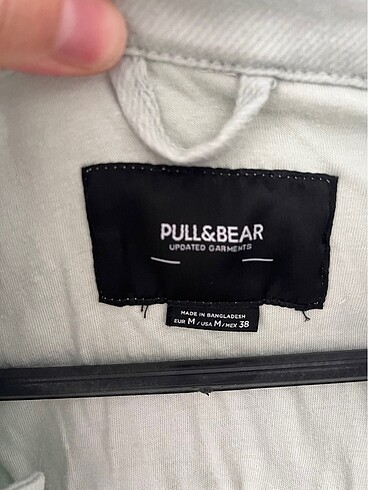 PULL&BEAR
UPDATED GARMENTS
MADE IN BANGLADESH
EUR M / USA M / MEX 38